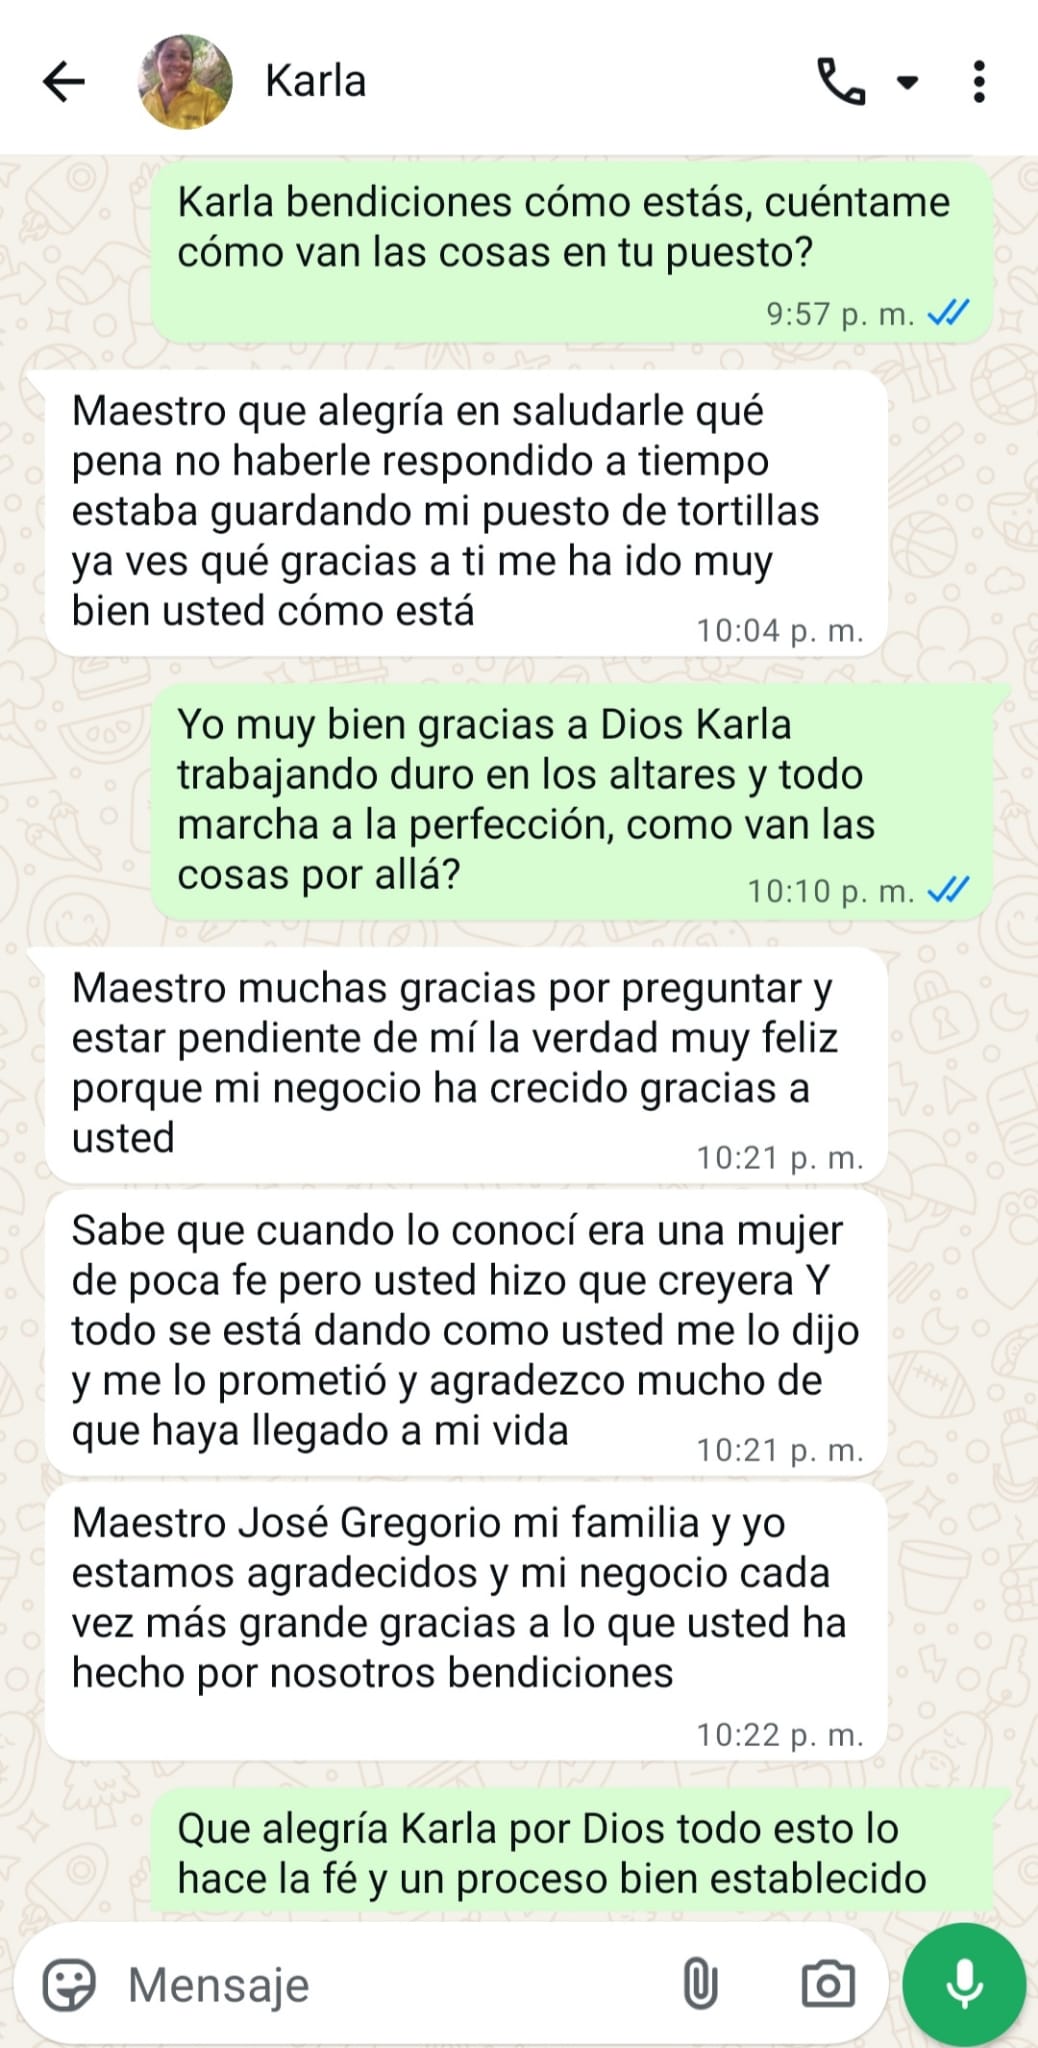 Karla
Karla bendiciones cómo estás, cuéntame
cómo van las cosas en tu puesto?
9:57 p. m.
Maestro que alegría en saludarle qué
pena no haberle respondido a tiempo
estaba guardando mi puesto de tortillas
ya ves qué gracias a ti me ha ido muy
bien usted cómo está
10:04 p. m.
Yo muy bien gracias a Dios Karla
trabajando duro en los altares y todo
marcha a la perfección, como van las
cosas por allá?
10:10 p. m.
Maestro muchas gracias por preguntar y
estar pendiente de mí la verdad muy feliz
porque mi negocio ha crecido gracias a
usted
10:21 p. m.
Sabe que cuando lo conocí era una mujer
de poca fe pero usted hizo que creyera Y
todo se está dando como usted me lo dijo
y me lo prometió y agradezco mucho de
que haya llegado a mi vida
10:21 p. m.
Maestro José Gregorio mi familia y yo
estamos agradecidos y mi negocio cada
vez más grande gracias a lo que usted ha
hecho por nosotros bendiciones
10:22 p. m.
Que alegría Karla por Dios todo esto lo
hace la fé y un proceso bien establecido
Mensaje